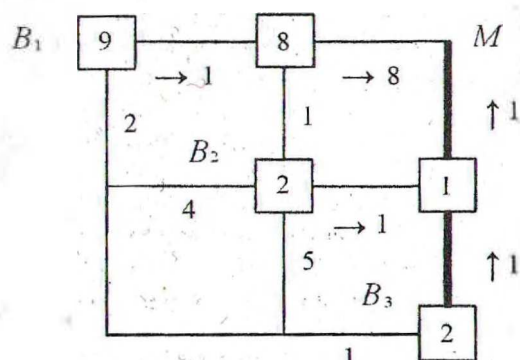 B₁ 9 8 M
→ 1 → 8 ↑ 1
2 1
B₂ 2 1
4 → 1
5 ↑ 1
B₃ 2
1